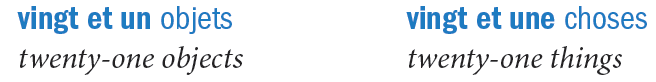 vingt et un objets
twenty-one objects
vingt et une choses
twenty-one things